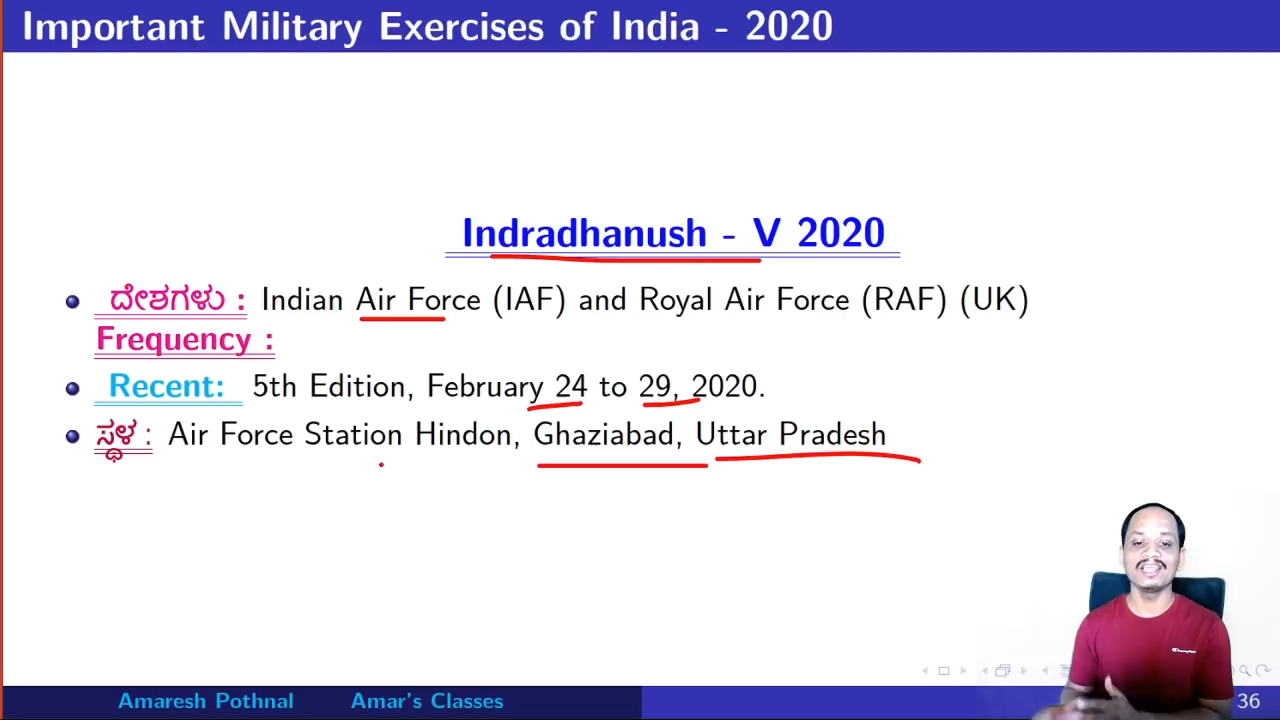 Important Military Exercises of India - 2020
Indradhanush - V 2020
ದೇಶಗಳು : Indian Air Force (IAF) and Royal Air Force (RAF) (UK)
Frequency :
Recent: 5th Edition, February 24 to 29, 2020.
ಸ್ಥಳ : Air Force Station Hindon, Ghaziabad, Uttar Pradesh
Amaresh Pothnal Amar's Classes 36